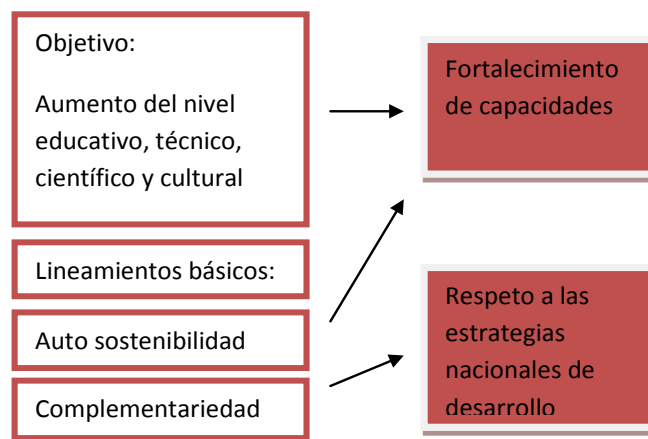 Objetivo:
Aumento del nivel
educativo, técnico,
científico y cultural
Lineamientos básicos:
Auto sostenibilidad
Complementariedad
Fortalecimiento
de capacidades
Respeto a las
estrategias
nacionales de
desarrollo